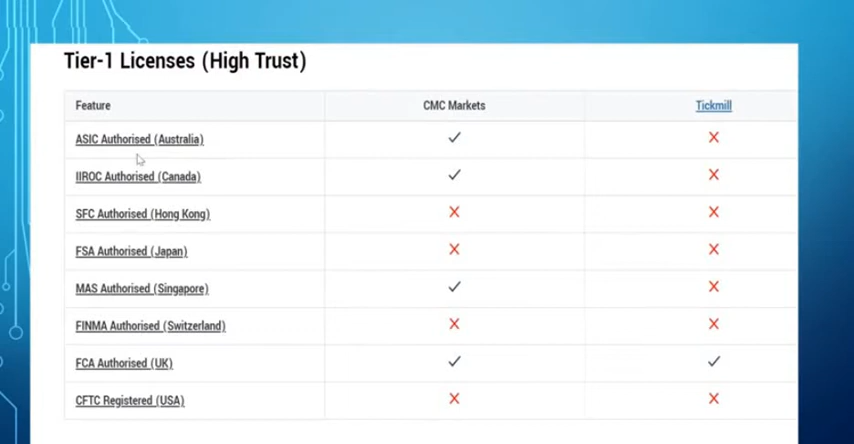 Tier-1 Licenses (High Trust)
Feature CMC Markets Tickmill
ASIC Authorised (Australia)
IIROC Authorised (Canada)
SFC Authorised (Hong Kong)
FSA Authorised (Japan)
MAS Authorised (Singapore)
FINMA Authorised (Switzerland)
FCA Authorised (UK)
CFTC Registered (USA)